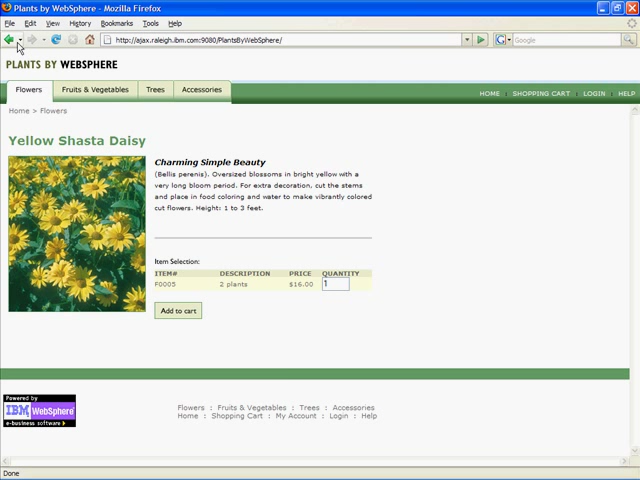 Plants by WebSphere - Mozilla Firefox
File Edit View History Bookmarks Tools Help
http://ajax.raleigh.ibm.com:9080/PlantsByWebSphere/
Google
PLANTS BY WEBSPHERE
Flowers Fruits & Vegetables Trees Accessories
HOME : SHOPPING CART : LOGIN : HELP
Home > Flowers
Yellow Shasta Daisy
Charming Simple Beauty
(Bellis perenis). Oversized blossoms in bright yellow with a
very long bloom period. For extra decoration, cut the stems
and place in food coloring and water to make vibrantly colored
cut flowers. Height: 1 to 3 feet.
Item Selection:
ITEM# DESCRIPTION PRICE QUANTITY
F0005 2 plants $16.00 1
Add to cart
Powered by
IBM WebSphere
e-business software
Flowers : Fruits & Vegetables : Trees : Accessories
Home : Shopping Cart : My Account : Login : Help
Done